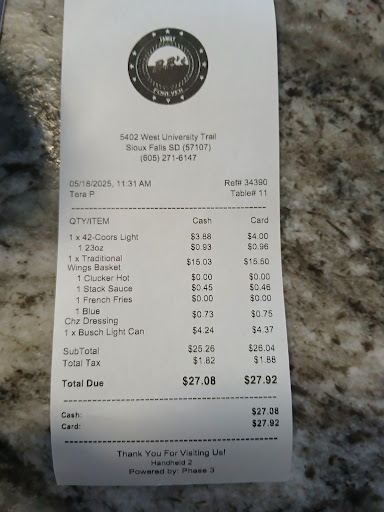 FAMILY
FOREVER
5402 West University Trail
Sioux Falls SD (57107)
(605) 271-6147
05/16/2025, 11:31 AM Ref# 34390
Tera P Table# 11
QTY/ITEM Cash Card
1 x 42-Coors Light $3.88 $4.00
1 23oz $0.93 $0.96
1 x Traditional $15.03 $15.50
Wings Basket
1 Clucker Hot $0.00 $0.00
1 Stack Sauce $0.45 $0.46
1 French Fries $0.00 $0.00
1 Blue $0.73 $0.75
Chz Dressing
1 x Busch Light Can $4.24 $4.37
SubTotal $25.26 $26.04
Total Tax $1.82 $1.88
Total Due $27.08 $27.92
Cash: $27.08
Card: $27.92
Thank You For Visiting Us!
Handheld 2
Powered by: Phase 3